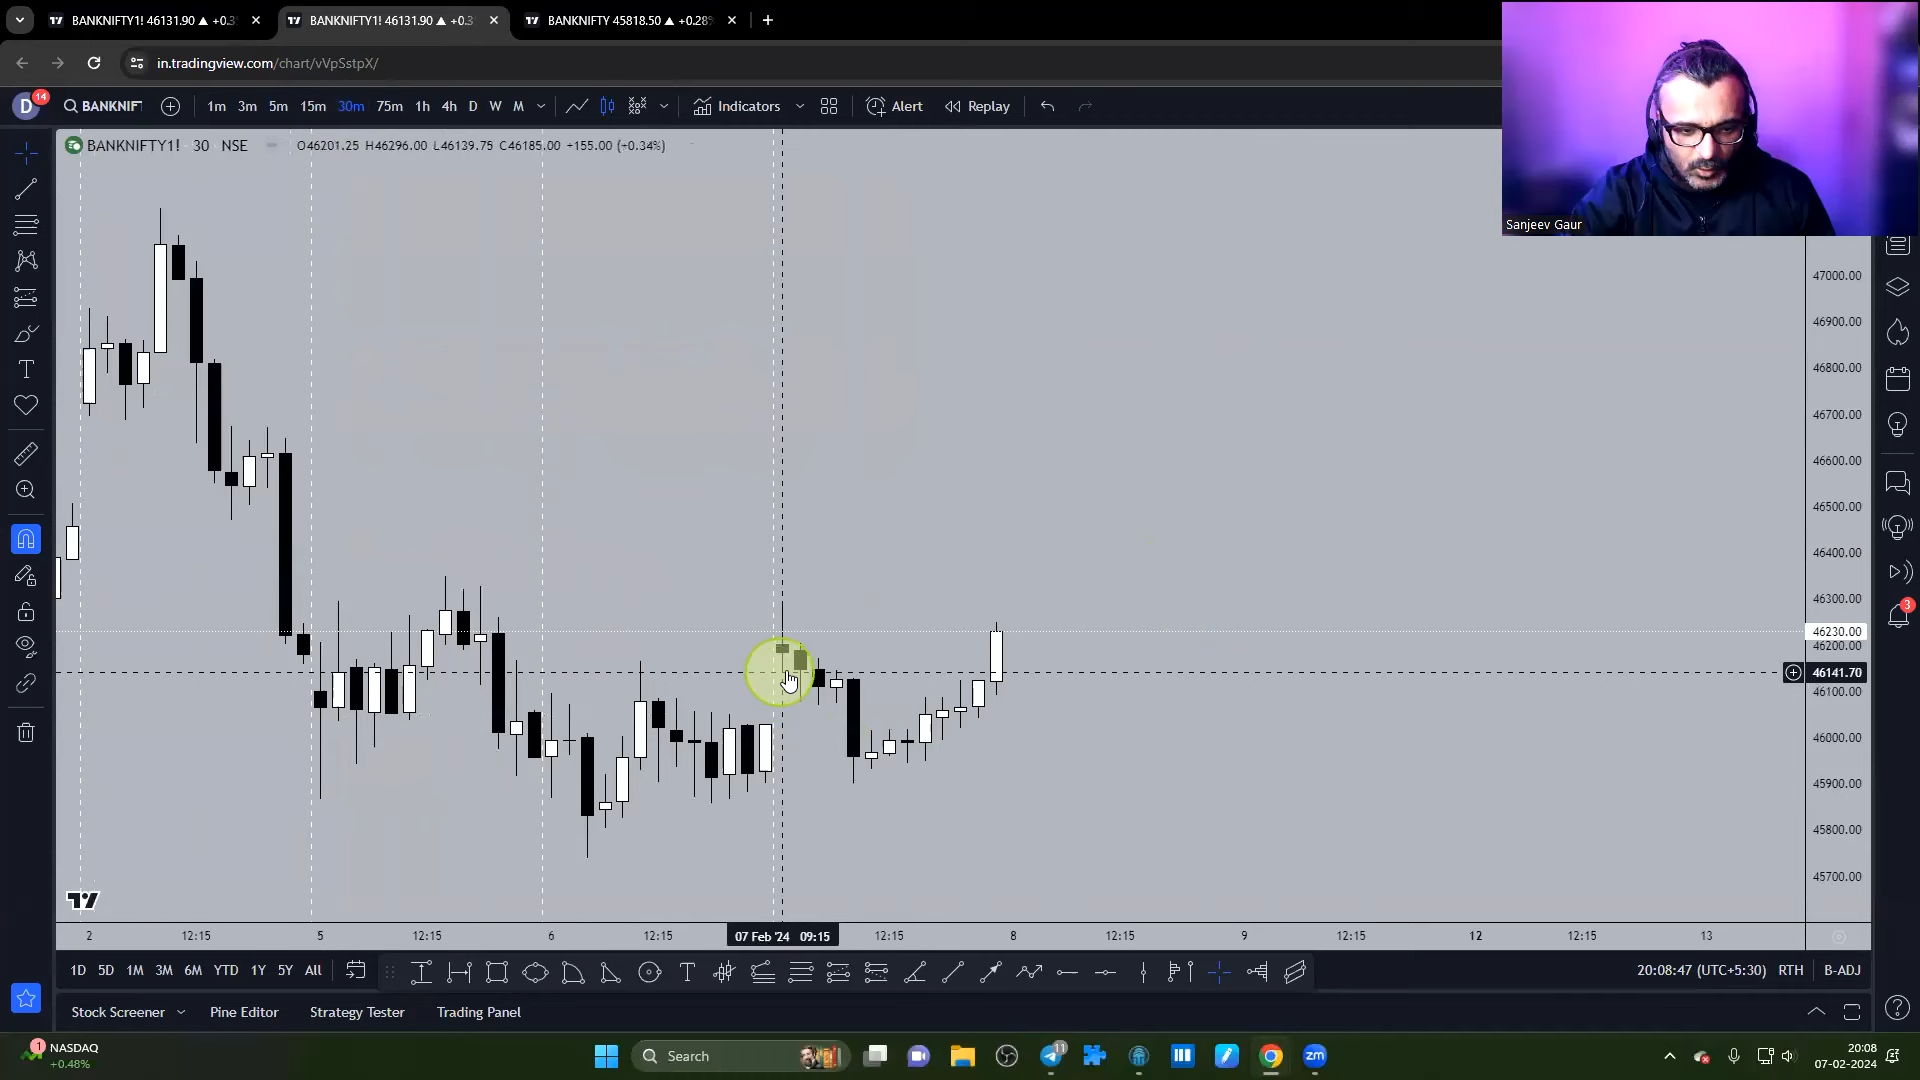 BANKNIFTY1! 46131.90 ▲ +0.3
BANKNIFTY1! 46131.90 ▲ +0.3
BANKNIFTY 45818.50 ▲ +0.28%
in.tradingview.com/chart/vVpSstpX/
D 14
BANKNIF
1m 3m 5m 15m 30m 75m 1h 4h D W M
Indicators
Alert
Replay
Sanjeev Gaur
BANKNIFTY1! 30 NSE
O46201.25 H46296.00 L46139.75 C46185.00 +155.00 (+0.34%)
47000.00
46900.00
46800.00
46700.00
46600.00
46500.00
46400.00
46300.00
46230.00
46200.00
46141.70
46100.00
46000.00
45900.00
45800.00
45700.00
3
2 12:15 5 12:15 6 12:15 07 Feb '24 09:15 12:15 8 12:15 9 12:15 12 12:15 13
1D 5D 1M 3M 6M YTD 1Y 5Y All
20:08:47 (UTC+5:30) RTH B-ADJ
Stock Screener Pine Editor Strategy Tester Trading Panel
1 NASDAQ
+0.48%
Search
11
zm
20:08
07-02-2024